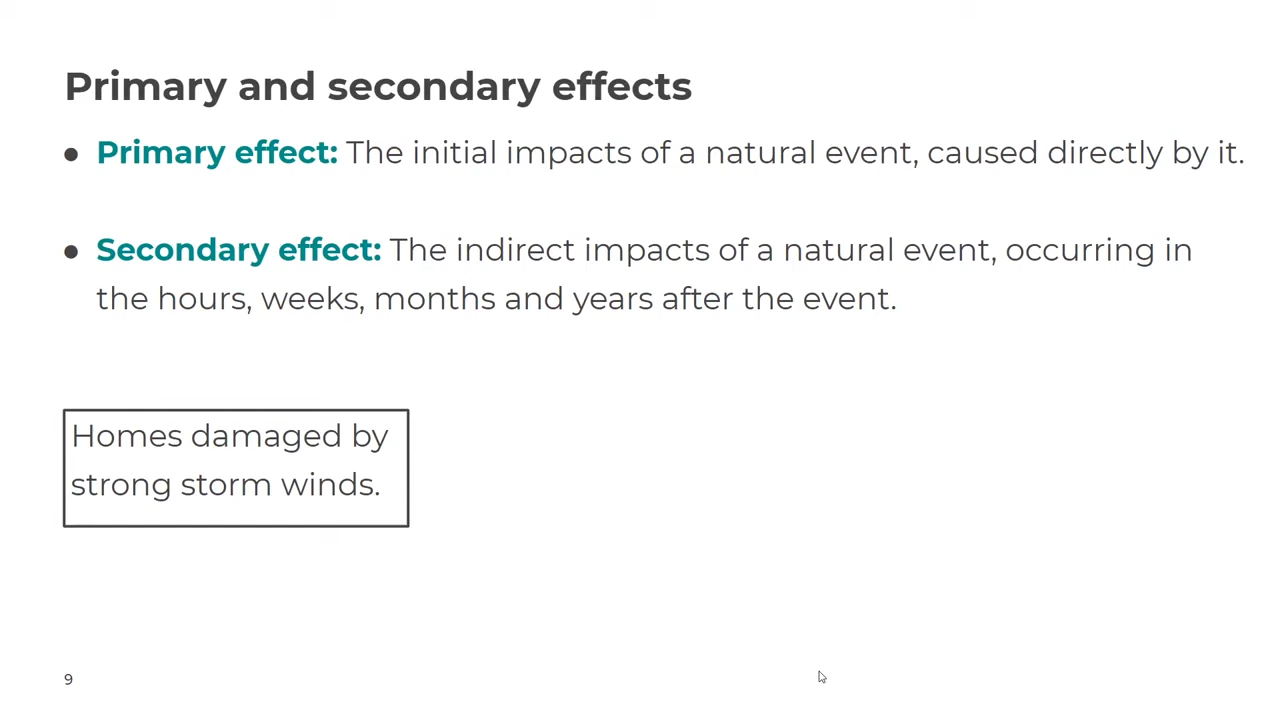 Primary and secondary effects
● Primary effect: The initial impacts of a natural event, caused directly by it.
● Secondary effect: The indirect impacts of a natural event, occurring in
the hours, weeks, months and years after the event.
Homes damaged by
strong storm winds.
9